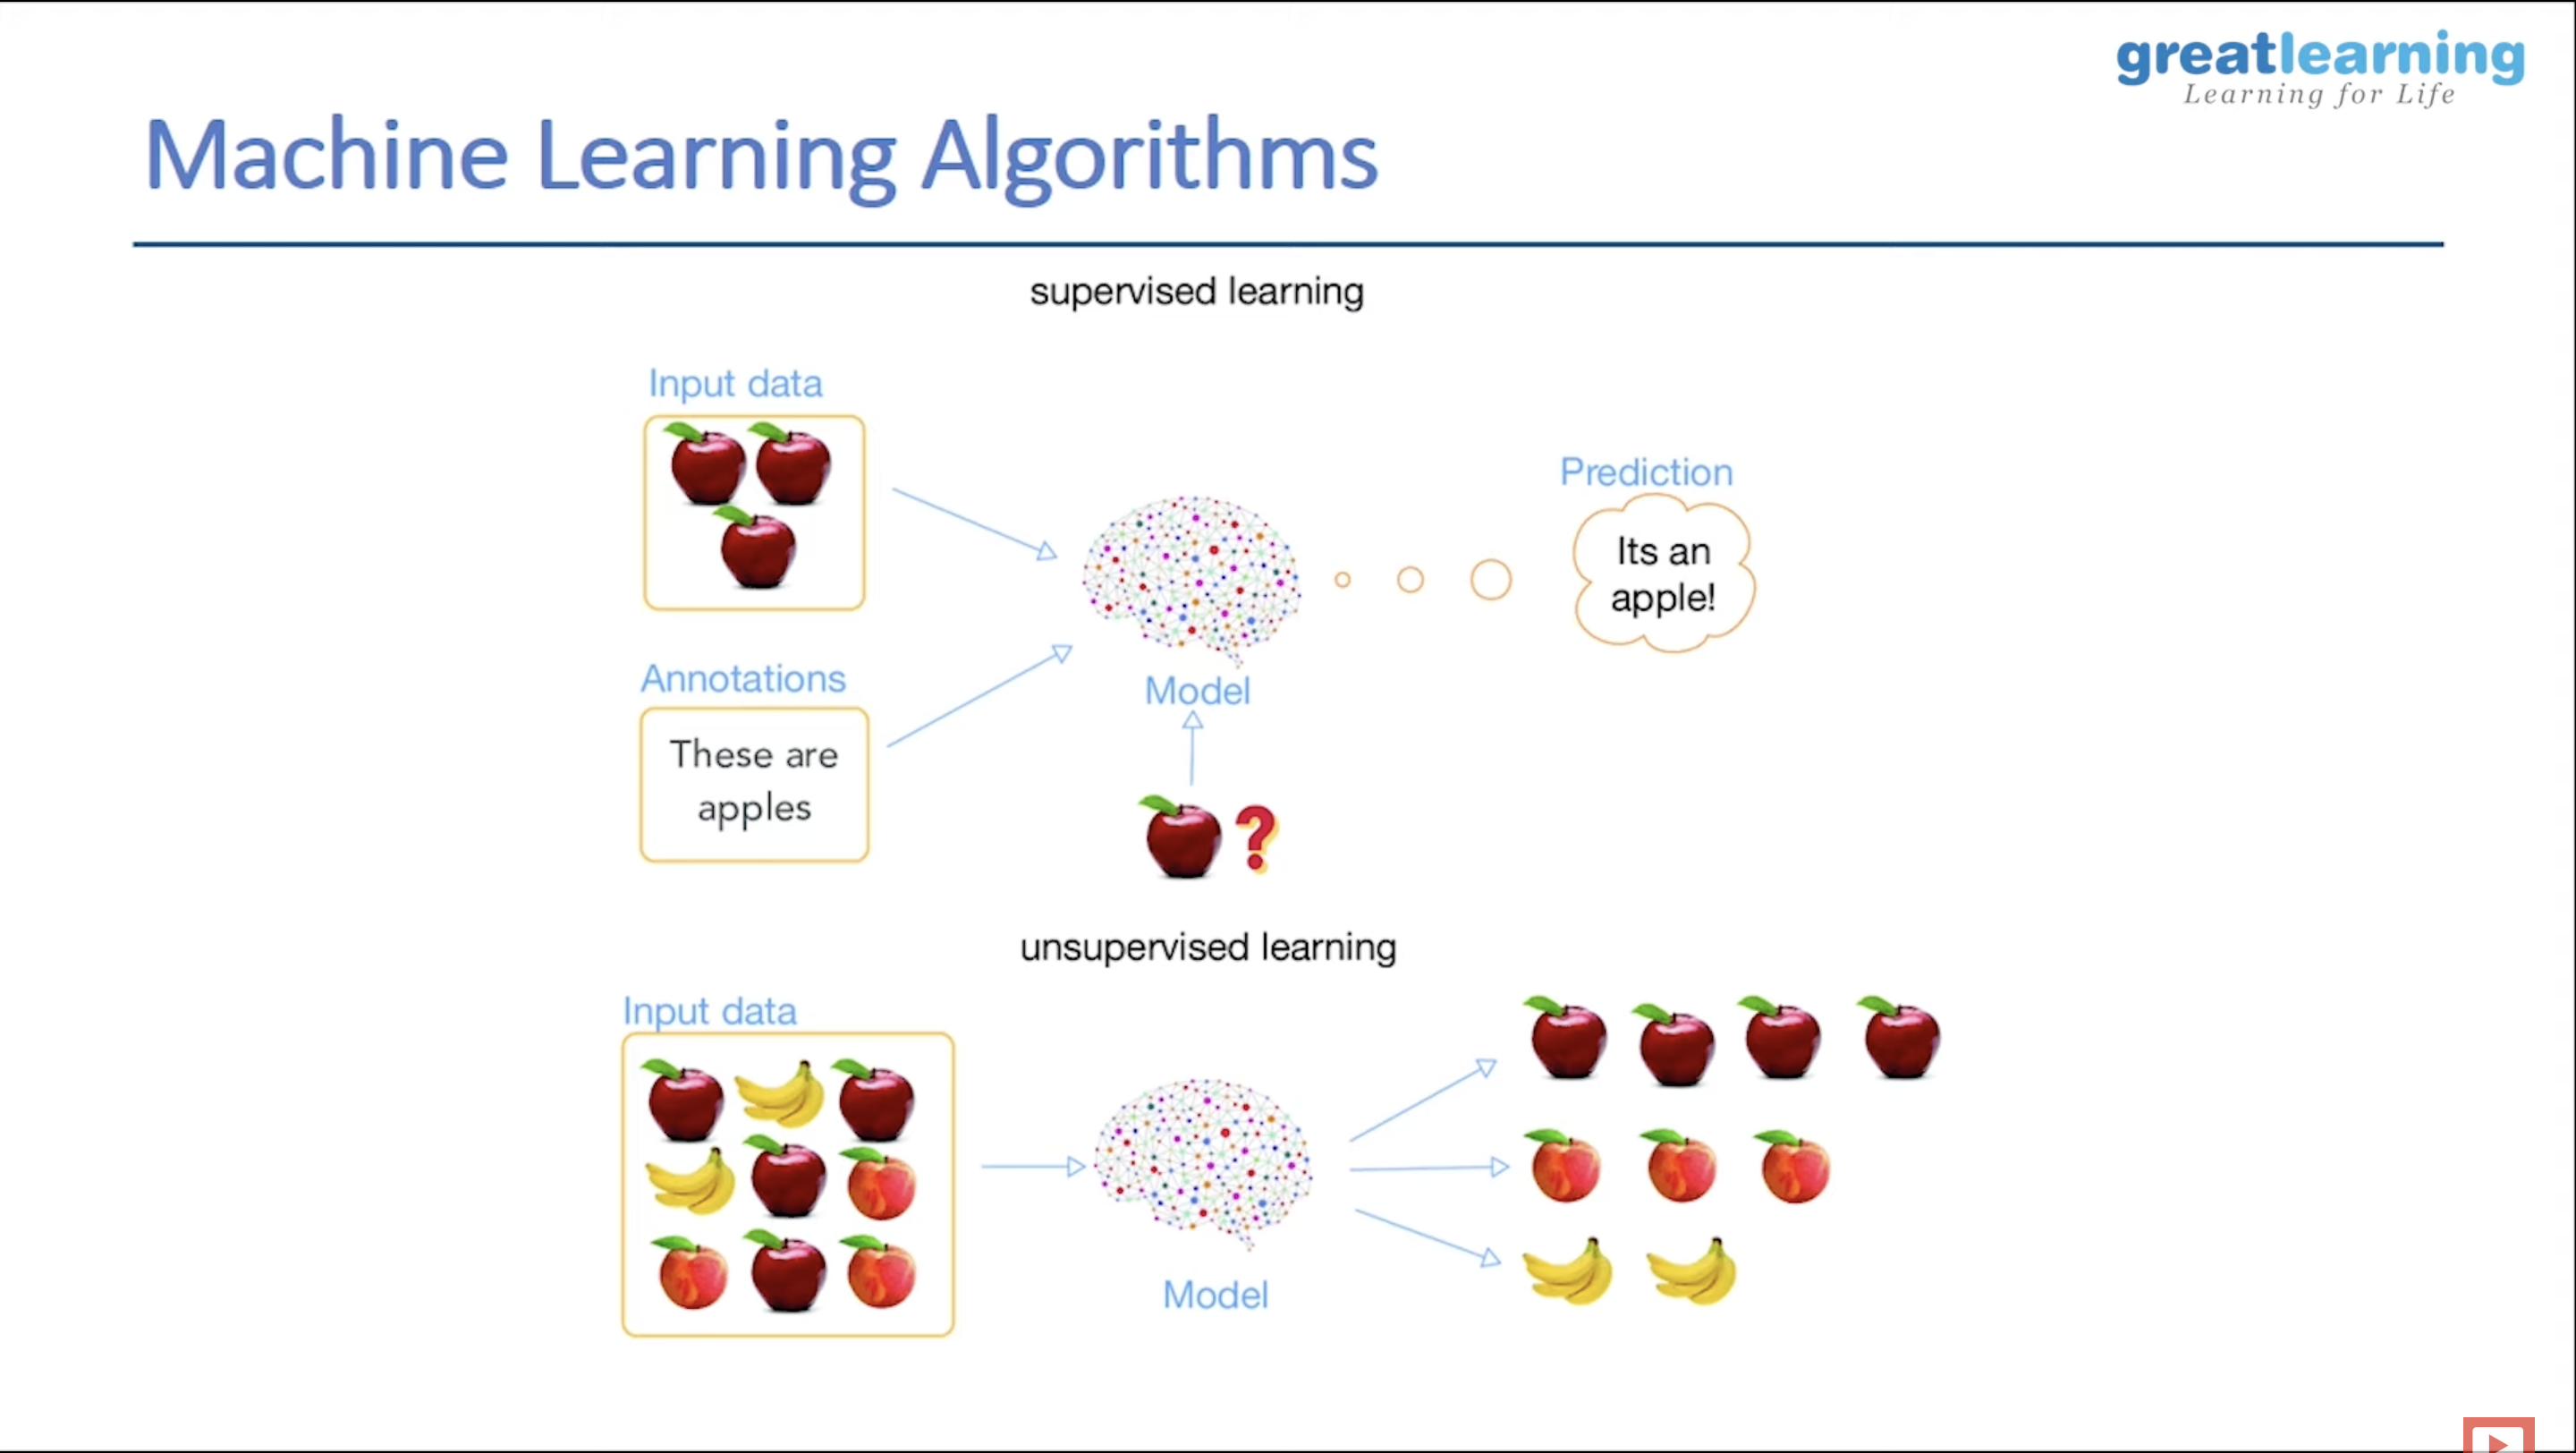 greatlearning
Learning for Life
Machine Learning Algorithms
supervised learning
Input data
Prediction
Its an
apple!
Annotations
These are
apples
Model
?
unsupervised learning
Input data
Model